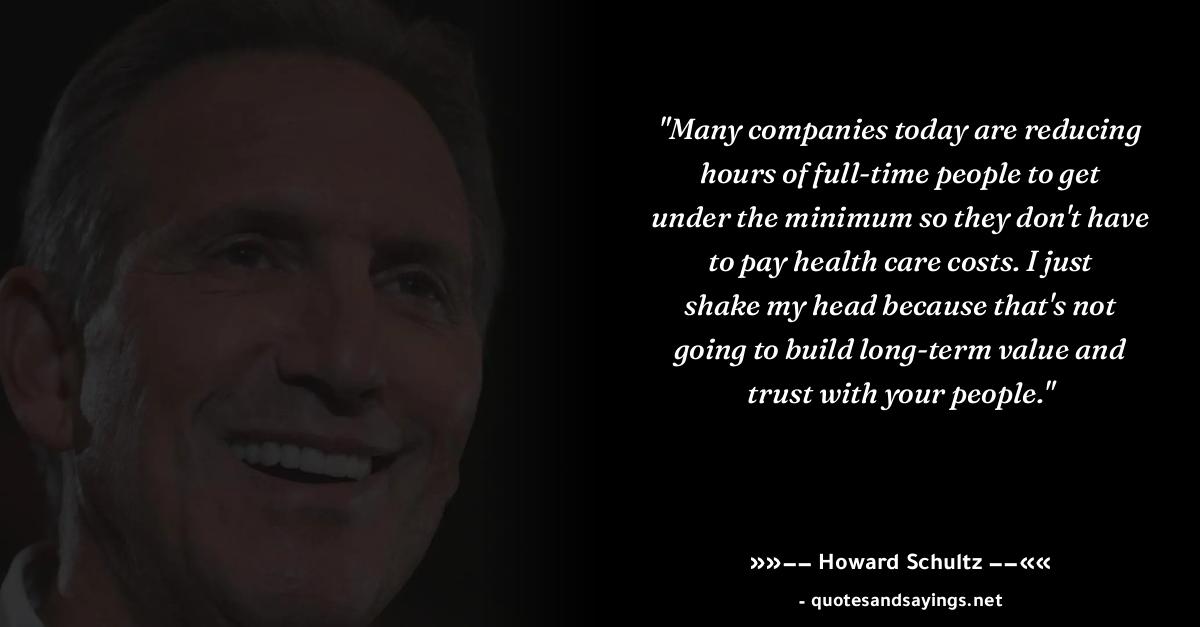 "Many companies today are reducing
hours of full-time people to get
under the minimum so they don't have
to pay health care costs. I just
shake my head because that's not
going to build long-term value and
trust with your people."
»»−− Howard Schultz −−««
- quotesandsayings.net